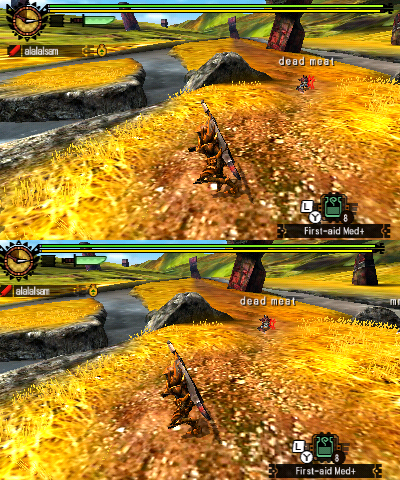 dead meat
alalalsam
L
Y
8
First-aid Med+
dead meat
alalalsam
L
Y
8
First-aid Med+